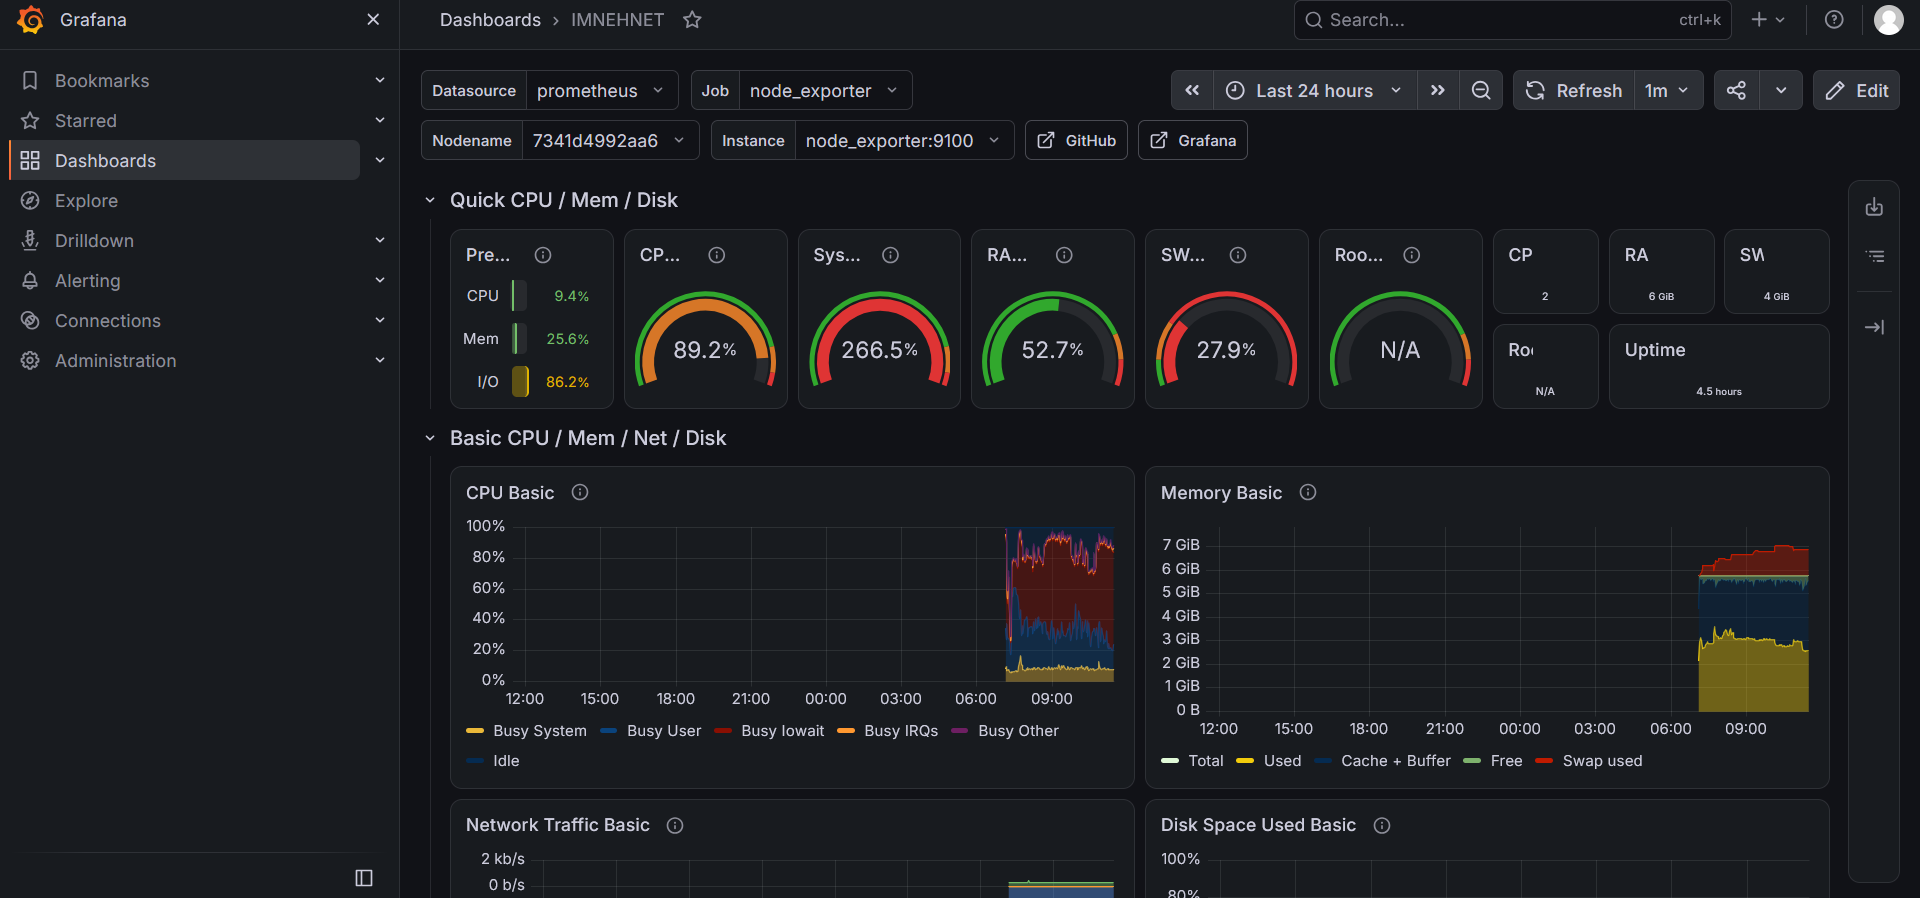 Grafana
Dashboards › IMNEHNET
Search...
ctrl+k
Bookmarks
Starred
Dashboards
Explore
Drilldown
Alerting
Connections
Administration
Datasource prometheus
Job node_exporter
Last 24 hours
Refresh 1m
Edit
Nodename 7341d4992aa6
Instance node_exporter:9100
GitHub
Grafana
Quick CPU / Mem / Disk
Pre...
CPU 9.4%
Mem 25.6%
I/O 86.2%
CP...
89.2%
Sys...
266.5%
RA...
52.7%
SW...
27.9%
Roo...
N/A
CP
2
RA
6 GiB
SW
4 GiB
Roo
N/A
Uptime
4.5 hours
Basic CPU / Mem / Net / Disk
CPU Basic
100%
80%
60%
40%
20%
0%
12:00 15:00 18:00 21:00 00:00 03:00 06:00 09:00
Busy System Busy User Busy Iowait Busy IRQs Busy Other
Idle
Memory Basic
7 GiB
6 GiB
5 GiB
4 GiB
3 GiB
2 GiB
1 GiB
0 B
12:00 15:00 18:00 21:00 00:00 03:00 06:00 09:00
Total Used Cache + Buffer Free Swap used
Network Traffic Basic
2 kb/s
0 b/s
Disk Space Used Basic
100%
80%